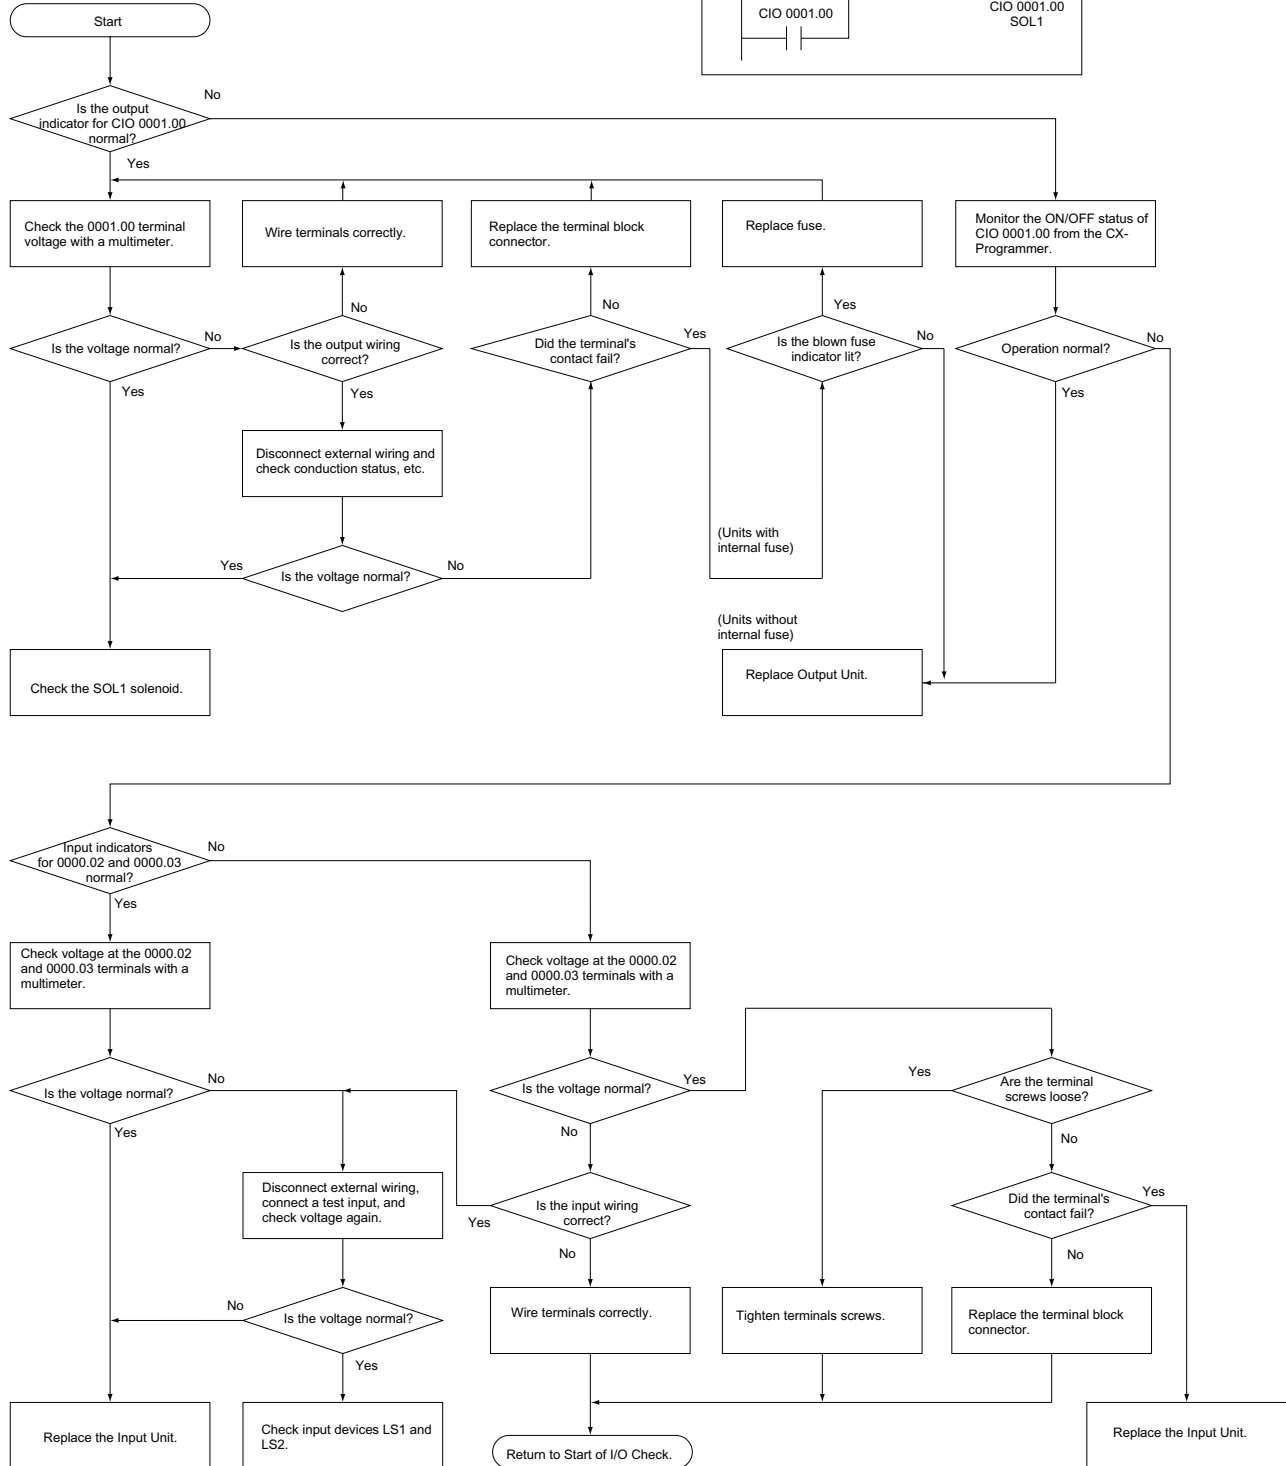 CIO 0001.00
CIO 0001.00
SOL1
Start
Is the output
indicator for CIO 0001.00
normal?
No
Yes
Check the 0001.00 terminal
voltage with a multimeter.
Wire terminals correctly.
Replace the terminal block
connector.
Replace fuse.
Monitor the ON/OFF status of
CIO 0001.00 from the CX-
Programmer.
No
No
Yes
Is the voltage normal?
No
Is the output wiring
correct?
Did the terminal's
contact fail?
Yes
Is the blown fuse
indicator lit?
No
Operation normal?
No
Yes
Yes
Yes
Disconnect external wiring and
check conduction status, etc.
(Units with
internal fuse)
Yes
Is the voltage normal?
No
(Units without
internal fuse)
Check the SOL1 solenoid.
Replace Output Unit.
Input indicators
for 0000.02 and 0000.03
normal?
No
Yes
Check voltage at the 0000.02
and 0000.03 terminals with a
multimeter.
Check voltage at the 0000.02
and 0000.03 terminals with a
multimeter.
Is the voltage normal?
No
Yes
Is the voltage normal?
Yes
No
Yes
Are the terminal
screws loose?
No
Disconnect external wiring,
connect a test input, and
check voltage again.
Yes
Is the input wiring
correct?
No
Did the terminal's
contact fail?
Yes
No
No
Is the voltage normal?
Yes
Wire terminals correctly.
Tighten terminals screws.
Replace the terminal block
connector.
Replace the Input Unit.
Check input devices LS1 and
LS2.
Return to Start of I/O Check.
Replace the Input Unit.